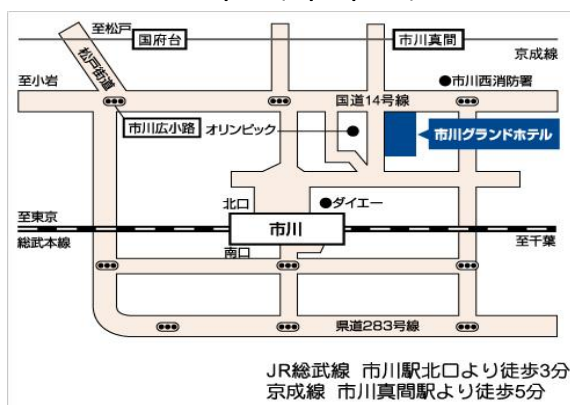 至松戸
国府台
市川真間
京成線
松戸街道
至小岩
●市川西消防署
国道14号線
市川広小路
オリンピック
市川グランドホテル
北口
●ダイエー
至東京
市川
総武本線
至千葉
南口
県道283号線
JR総武線 市川駅北口より徒歩3分
京成線 市川真間駅より徒歩5分